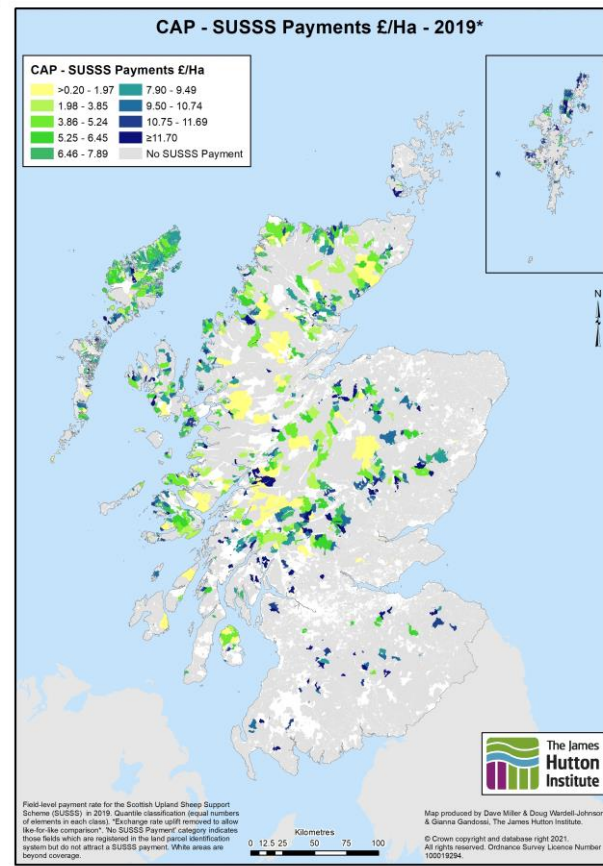 CAP - SUSSS Payments £/Ha - 2019*
CAP - SUSSS Payments £/Ha
>0.20 - 1.97
1.98 - 3.85
3.86 - 5.24
5.25 - 6.45
6.46 - 7.89
7.90 - 9.49
9.50 - 10.74
10.75 - 11.69
≥11.70
No SUSSS Payment
N
The James
Hutton
Institute
Field-level payment rate for the Scottish Upland Sheep Support
Scheme (SUSSS) in 2019. Quantile classification (equal numbers
of elements in each class). *Exchange rate uplift removed to allow
like-for-like comparison*. 'No SUSSS Payment' category indicates
those fields which are registered in the land parcel identification
system but do not attract a SUSSS payment. White areas are
beyond coverage.
Kilometres
0 12.5 25 50 75 100
Map produced by Dave Miller & Doug Wardell-Johnson
& Gianna Gandossi, The James Hutton Institute.
© Crown copyright and database right 2021.
All rights reserved. Ordnance Survey Licence Number
100019294.